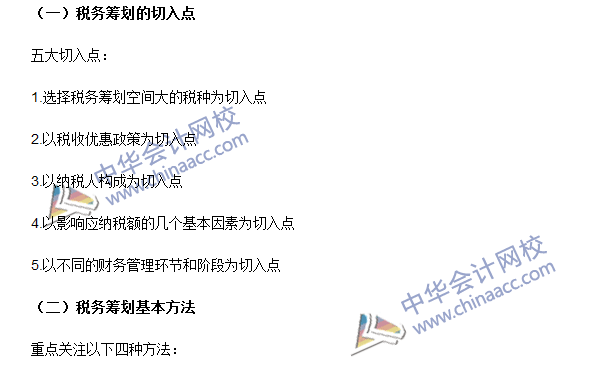 （一）税务筹划的切入点
五大切入点：
1.选择税务筹划空间大的税种为切入点
2.以税收优惠政策为切入点
3.以纳税人构成为切入点
4.以影响应纳税额的几个基本因素为切入点
5.以不同的财务管理环节和阶段为切入点
（二）税务筹划基本方法
重点关注以下四种方法：
中华会计网校
www.chinaacc.com
中华会计网校
www.chinaacc.com